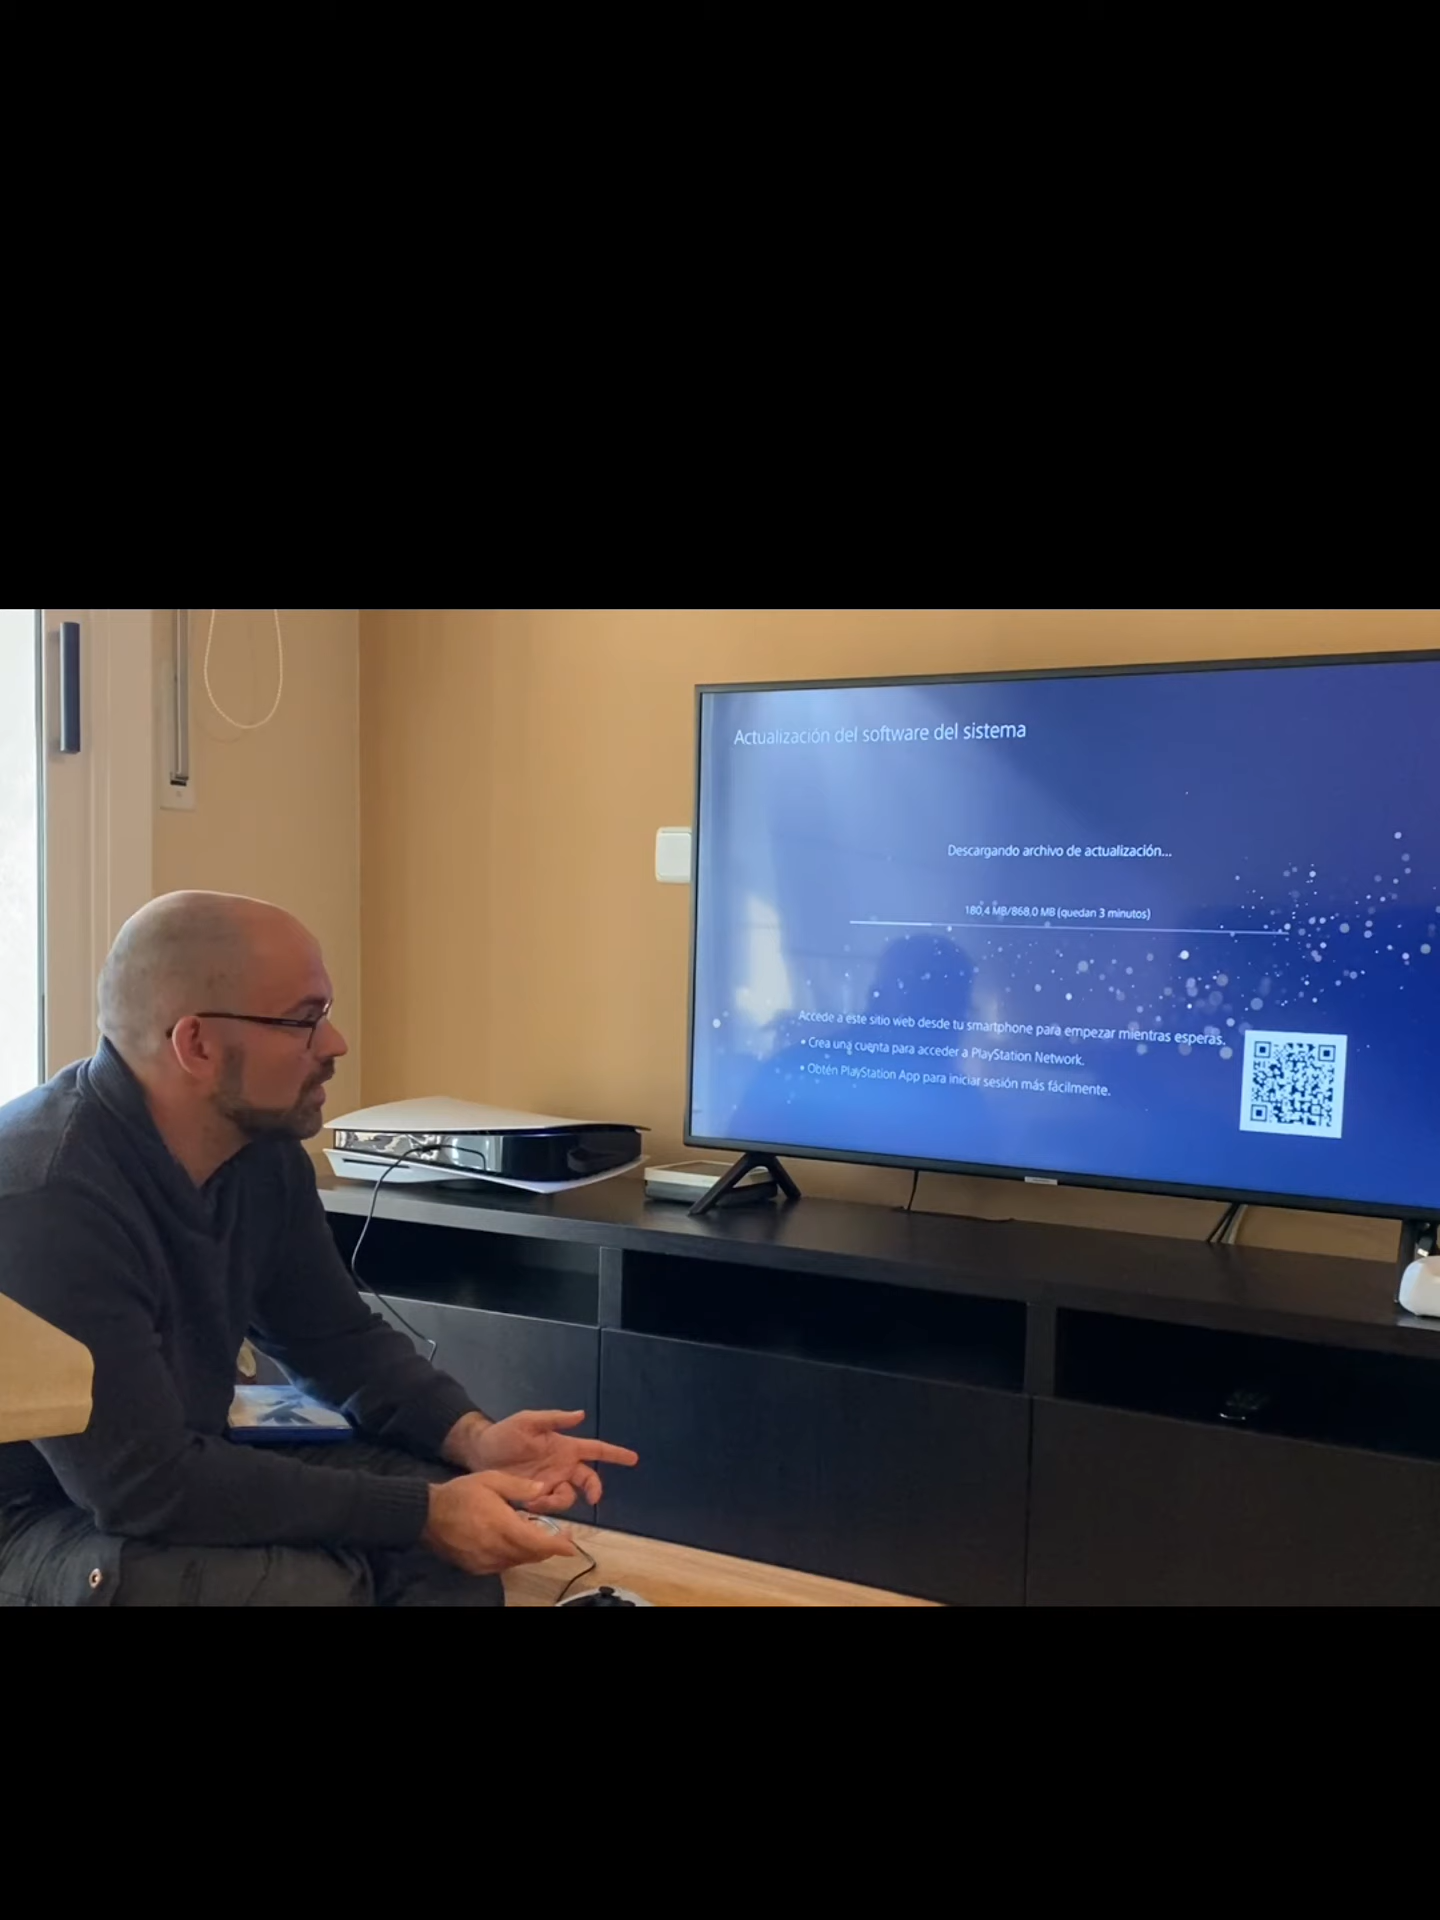 Actualización del software del sistema
Descargando archivo de actualización...
180,4 MB/868,0 MB (quedan 3 minutos)
Accede a este sitio web desde tu smartphone para empezar mientras esperas.
• Crea una cuenta para acceder a PlayStation Network.
• Obtén PlayStation App para iniciar sesión más fácilmente.